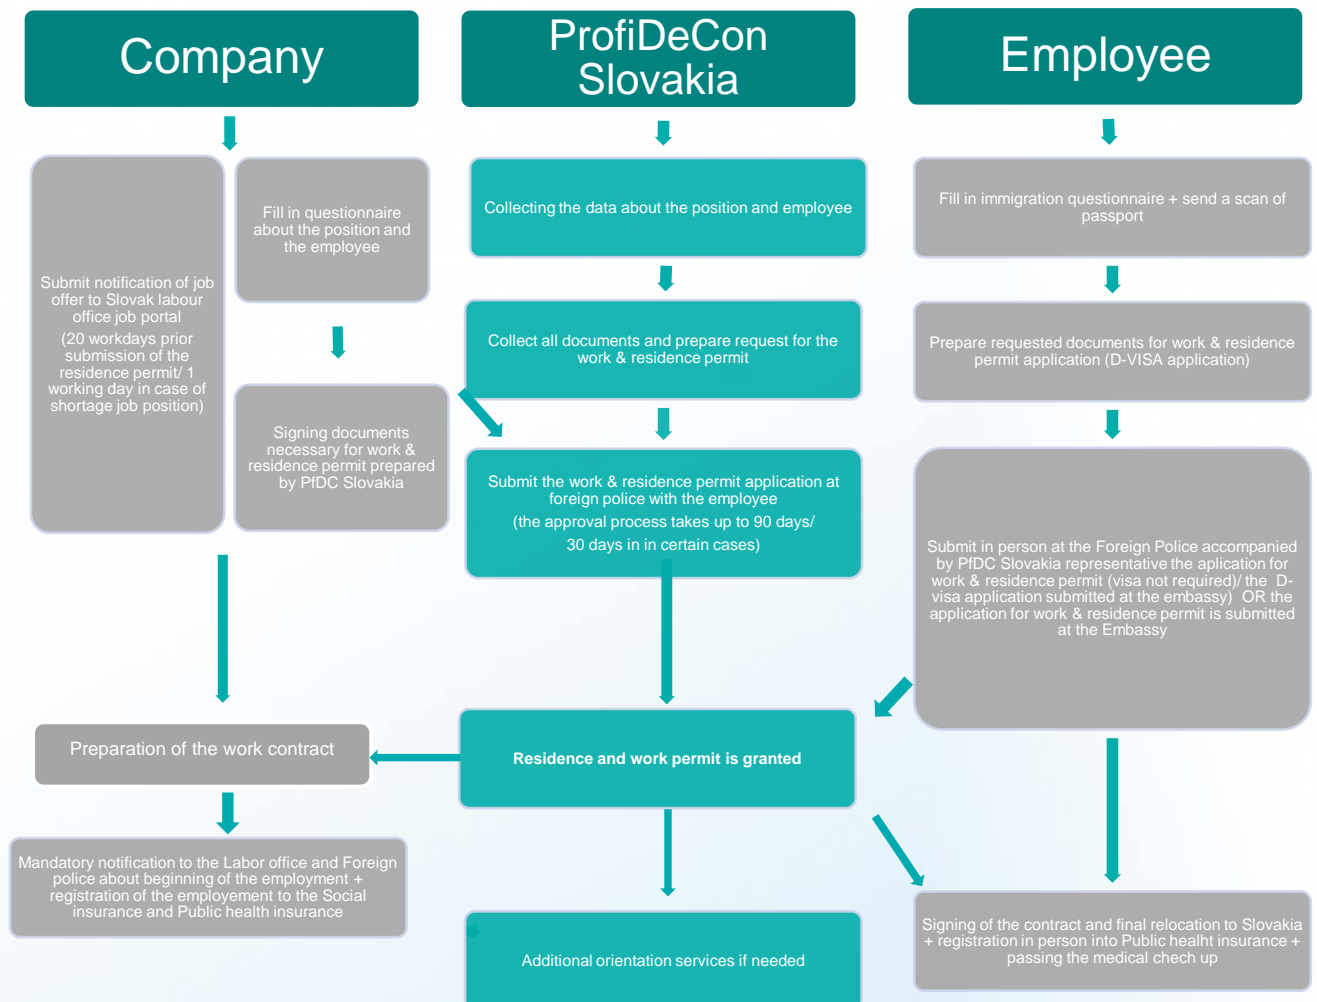 Company
ProfiDeCon
Slovakia
Employee
Submit notification of job
offer to Slovak labour
office job portal
(20 workdays prior
submission of the
residence permit/ 1
working day in case of
shortage job position)
Fill in questionnaire
about the position and
the employee
Signing documents
necessary for work &
residence permit prepared
by PfDC Slovakia
Preparation of the work contract
Mandatory notification to the Labor office and Foreign
police about beginning of the employment +
registration of the employement to the Social
insurance and Public health insurance
Collecting the data about the position and employee
Collect all documents and prepare request for the
work & residence permit
Submit the work & residence permit application at
foreign police with the employee
(the approval process takes up to 90 days/
30 days in in certain cases)
Residence and work permit is granted
Additional orientation services if needed
Fill in immigration questionnaire + send a scan of
passport
Prepare requested documents for work & residence
permit application (D-VISA application)
Submit in person at the Foreign Police accompanied
by PfDC Slovakia representative the aplication for
work & residence permit (visa not required)/ the  D-
visa application submitted at the embassy)  OR the
application for work & residence permit is submitted
at the Embassy
Signing of the contract and final relocation to Slovakia
+ registration in person into Public healht insurance +
passing the medical chech up